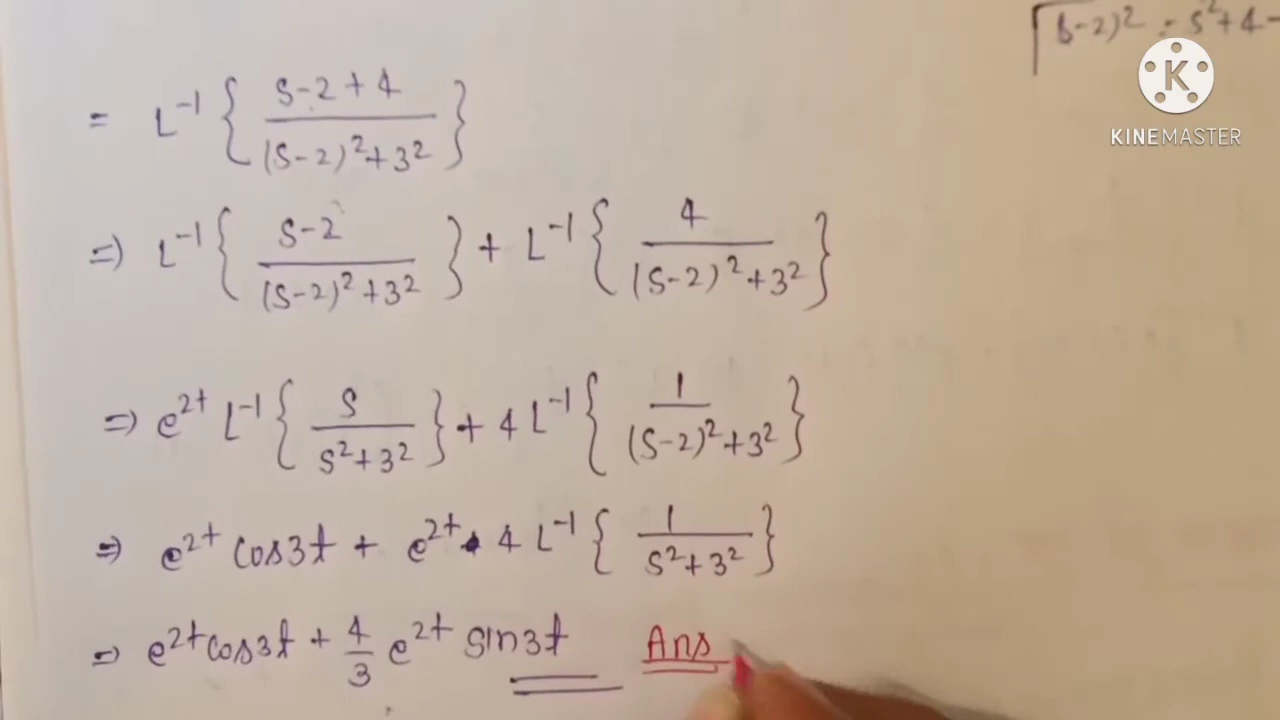 (s-2)² = s²+4-
KINEMASTER
= L⁻¹ { s-2+4 / (s-2)²+3² }
⇒ L⁻¹ { s-2 / (s-2)²+3² } + L⁻¹ { 4 / (s-2)²+3² }
⇒ e²ᵗ L⁻¹ { s / s²+3² } + 4 L⁻¹ { 1 / (s-2)²+3² }
⇒ e²ᵗ cos3t + e²ᵗ · 4 L⁻¹ { 1 / s²+3² }
⇒ e²ᵗ cos3t + 4/3 e²ᵗ sin3t Ans